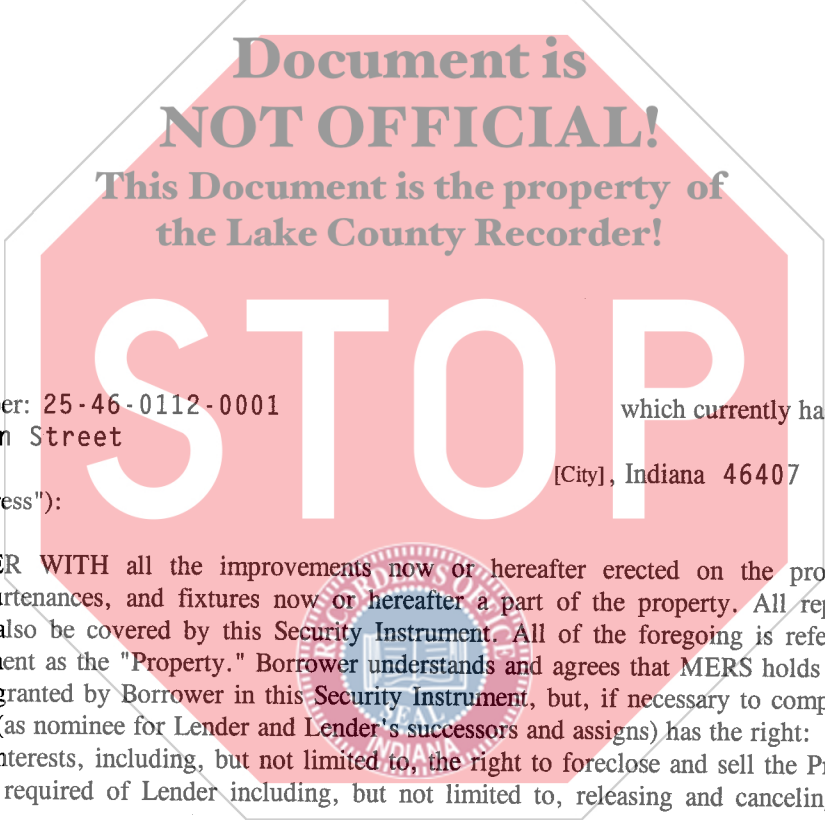 Document is
NOT OFFICIAL!
This Document is the property of
the Lake County Recorder!
STOP
er: 25-46-0112-0001 which currently ha
n Street
[City], Indiana 46407
ess"):
ER WITH all the improvements now or hereafter erected on the pro
rtenances, and fixtures now or hereafter a part of the property. All rep
also be covered by this Security Instrument. All of the foregoing is refe
ent as the "Property." Borrower understands and agrees that MERS holds
granted by Borrower in this Security Instrument, but, if necessary to comp
(as nominee for Lender and Lender's successors and assigns) has the right:
nterests, including, but not limited to, the right to foreclose and sell the Pr
required of Lender including, but not limited to, releasing and canceling
SEAL
INDIANA